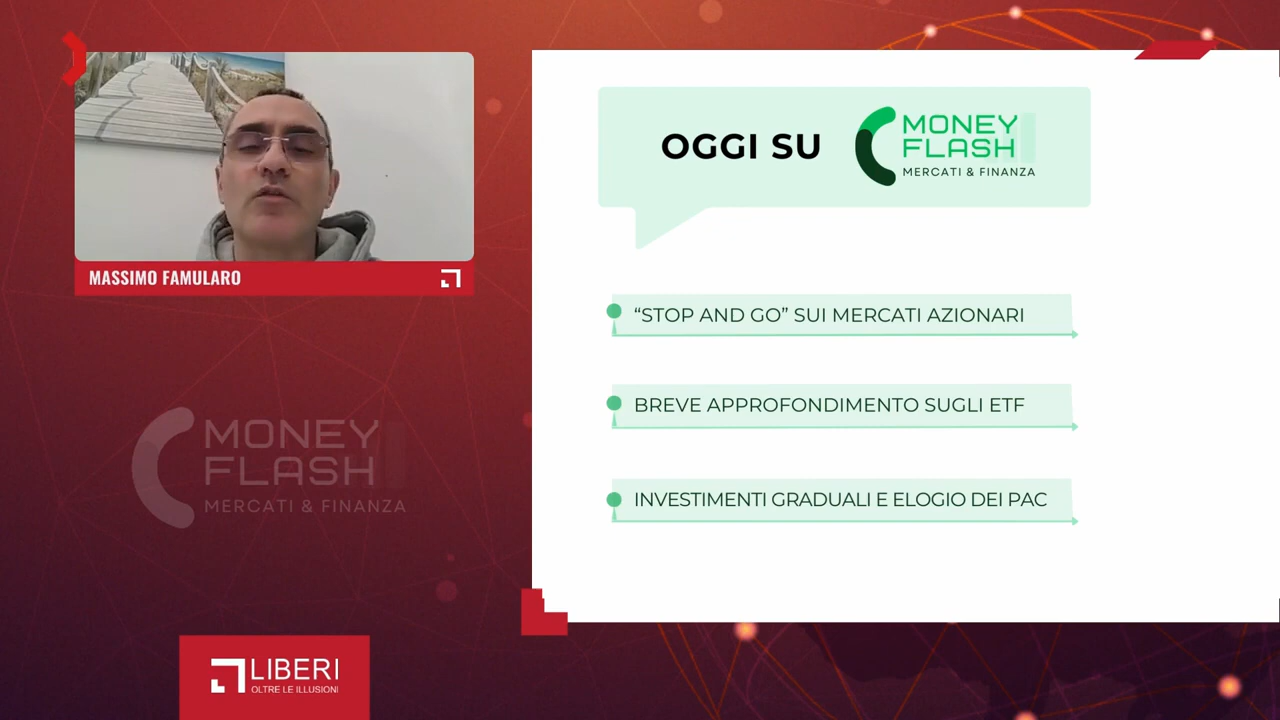 MASSIMO FAMULARO
MONEY
FLASH
MERCATI & FINANZA
LIBERI
OLTRE LE ILLUSIONI
OGGI SU
MONEY
FLASH
MERCATI & FINANZA
“STOP AND GO” SUI MERCATI AZIONARI
BREVE APPROFONDIMENTO SUGLI ETF
INVESTIMENTI GRADUALI E ELOGIO DEI PAC